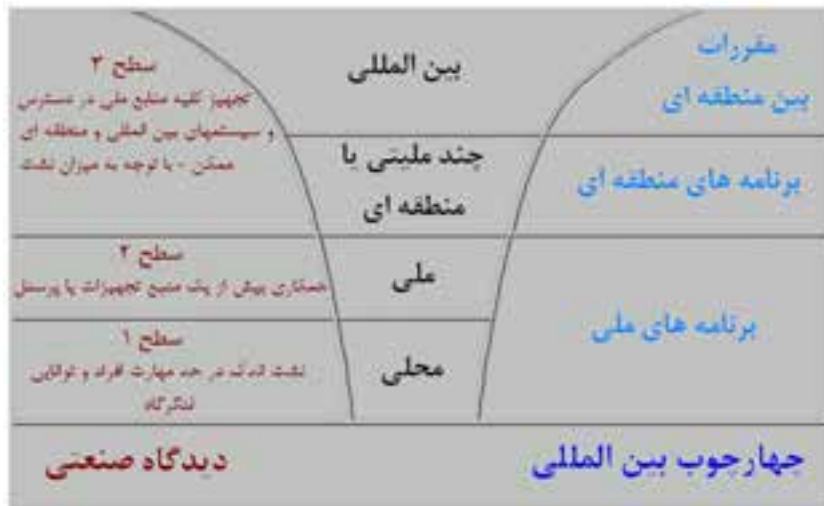 مقررات
بین منطقه ای
برنامه های منطقه ای
برنامه های ملی
چهارچوب بین المللی
بین المللی
چند ملیتی یا
منطقه ای
ملی
محلی
سطح ۳
تجهیز کلیه منابع ملی در دسترس
و سیستمهای بین المللی و منطقه ای
ممکن - با توجه به میزان نشت
سطح ۲
همکاری بیش از یک منبع تجهیزات یا پرسنل
سطح ۱
نشت اندک در حد مهارت افراد و توانایی
لنگرگاه
دیدگاه صنعتی